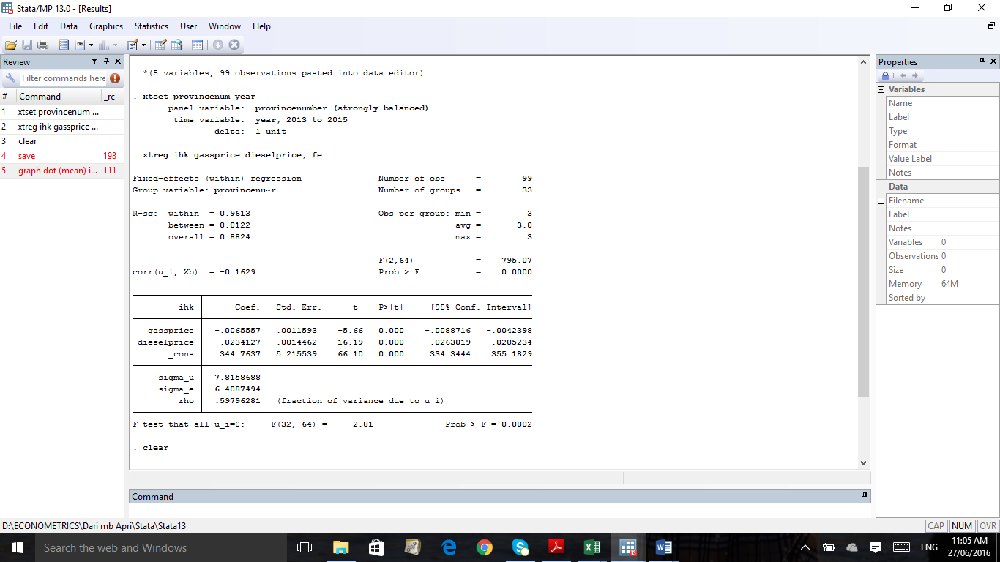 Stata/MP 13.0 - [Results]
File Edit Data Graphics Statistics User Window Help
Review
Filter commands here
# Command _rc
1 xtset provincenum ...
2 xtreg ihk gassprice ...
3 clear
4 save 198
5 graph dot (mean) i... 111
. *(5 variables, 99 observations pasted into data editor)
. xtset provincenum year
panel variable: provincenumber (strongly balanced)
time variable: year, 2013 to 2015
delta: 1 unit
. xtreg ihk gassprice dieselprice, fe
Fixed-effects (within) regression Number of obs = 99
Group variable: provincenu~r Number of groups = 33
R-sq: within = 0.9613 Obs per group: min = 3
between = 0.0122 avg = 3.0
overall = 0.8824 max = 3
F(2,64) = 795.07
corr(u_i, Xb) = -0.1629 Prob > F = 0.0000
ihk Coef. Std. Err. t P>|t| [95% Conf. Interval]
gassprice -.0065557 .0011593 -5.66 0.000 -.0088716 -.0042398
dieselprice -.0234127 .0014462 -16.19 0.000 -.0263019 -.0205234
_cons 344.7637 5.215539 66.10 0.000 334.3444 355.1829
sigma_u 7.8158688
sigma_e 6.4087494
rho .59796281 (fraction of variance due to u_i)
F test that all u_i=0: F(32, 64) = 2.81 Prob > F = 0.0002
. clear
Command
Properties
Variables
Name
Label
Type
Format
Value Label
Notes
Data
Filename
Label
Notes
Variables 0
Observations 0
Size 0
Memory 64M
Sorted by
D:\ECONOMETRICS\Dari mb Apri\Stata\Stata13
CAP NUM OVR
Search the web and Windows
ENG
11:05 AM
27/06/2016